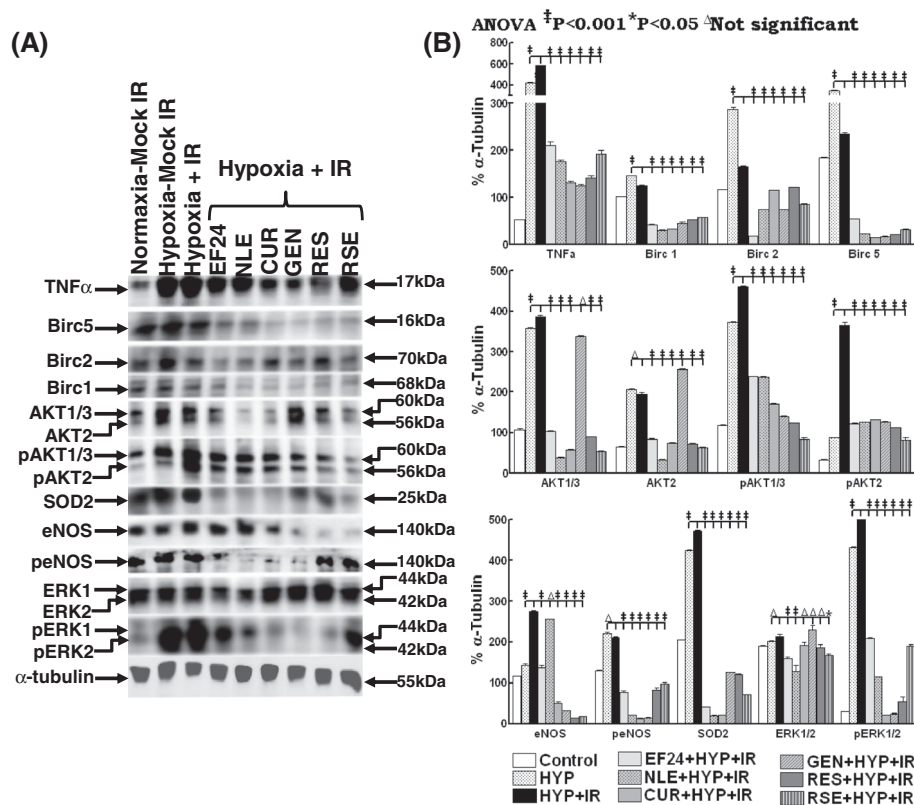 (A)
Normaxia-Mock IR
Hypoxia-Mock IR
Hypoxia + IR
Hypoxia + IR
EF24
NLE
CUR
GEN
RES
RSE
TNFα
17kDa
Birc5
16kDa
Birc2
70kDa
Birc1
68kDa
AKT1/3
60kDa
AKT2
56kDa
pAKT1/3
60kDa
pAKT2
56kDa
SOD2
25kDa
eNOS
140kDa
peNOS
140kDa
ERK1
44kDa
ERK2
42kDa
pERK1
44kDa
pERK2
42kDa
α-tubulin
55kDa
(B)
ANOVA ‡P<0.001 *P<0.05 ΔNot significant
% α-Tubulin
800
600
400
300
200
100
0
‡ ‡‡‡‡‡‡‡
‡ ‡‡‡‡‡‡‡
‡ ‡‡‡‡‡‡
‡ ‡‡‡‡‡‡‡
TNFa Birc 1 Birc 2 Birc 5
% α-Tubulin
500
400
300
200
100
0
‡ ‡‡‡‡Δ‡‡
Δ ‡‡‡‡‡‡
‡ ‡‡‡‡‡‡‡
‡ ‡‡‡‡‡‡‡
AKT1/3 AKT2 pAKT1/3 pAKT2
% α-Tubulin
500
400
300
200
100
0
‡ ‡Δ‡‡‡‡
Δ ‡‡‡‡‡‡‡
‡ ‡‡‡‡‡‡‡
Δ ‡‡ΔΔΔ*
Δ ‡‡‡‡‡‡‡
eNOS peNOS SOD2 ERK1/2 pERK1/2
Control
HYP
HYP+IR
EF24+HYP+IR
NLE+HYP+IR
CUR+HYP+IR
GEN+HYP+IR
RES+HYP+IR
RSE+HYP+IR